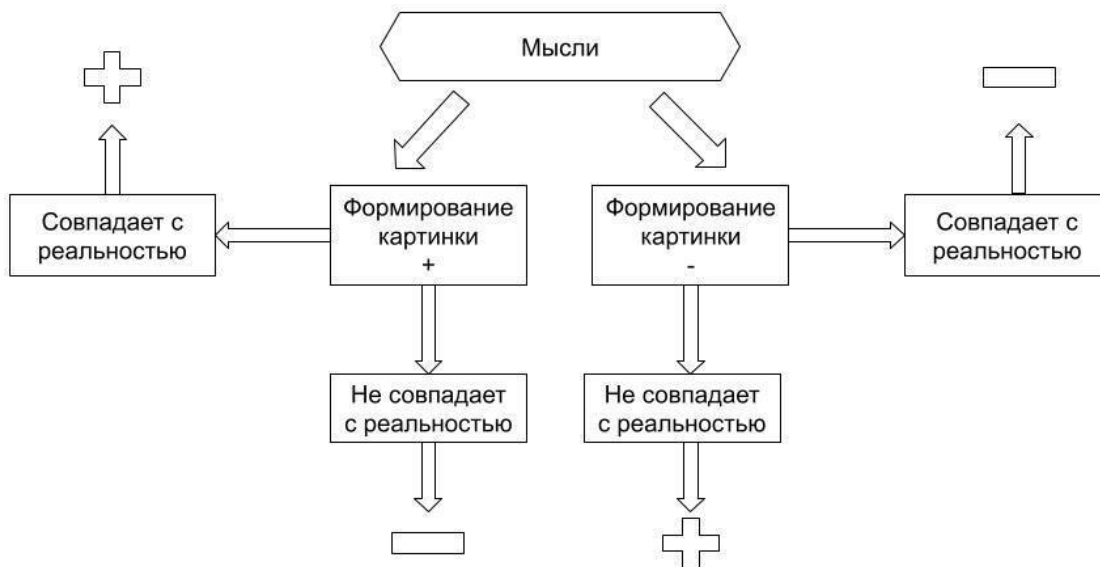 Мысли
Формирование
картинки
+
Формирование
картинки
-
Совпадает с
реальностью
Совпадает с
реальностью
Не совпадает
с реальностью
Не совпадает
с реальностью